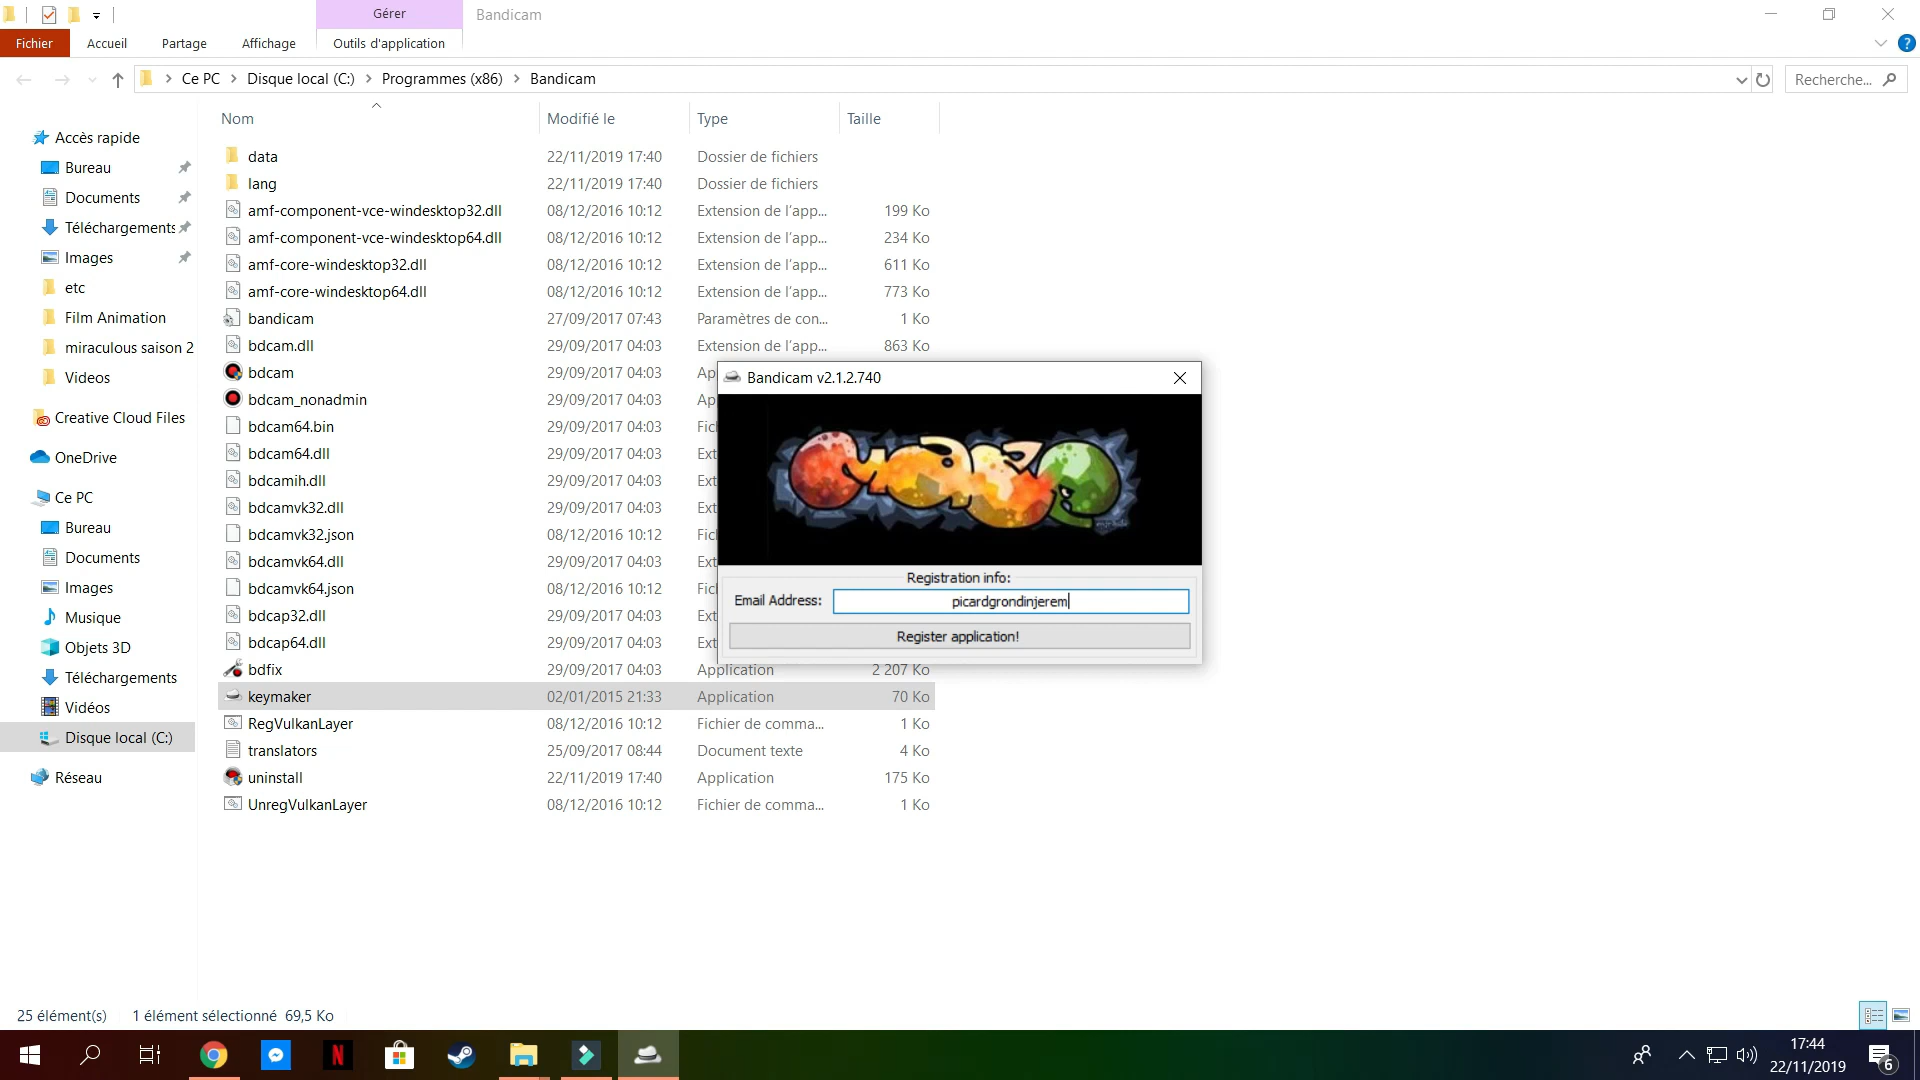 Gérer
Bandicam
Fichier
Accueil
Partage
Affichage
Outils d'application
Ce PC
Disque local (C:)
Programmes (x86)
Bandicam
Recherche...
Nom
Modifié le
Type
Taille
Accès rapide
Bureau
Documents
Téléchargements
Images
etc
Film Animation
miraculous saison 2
Videos
Creative Cloud Files
OneDrive
Ce PC
Bureau
Documents
Images
Musique
Objets 3D
Téléchargements
Vidéos
Disque local (C:)
Réseau
data 22/11/2019 17:40 Dossier de fichiers
lang 22/11/2019 17:40 Dossier de fichiers
amf-component-vce-windesktop32.dll 08/12/2016 10:12 Extension de l'app... 199 Ko
amf-component-vce-windesktop64.dll 08/12/2016 10:12 Extension de l'app... 234 Ko
amf-core-windesktop32.dll 08/12/2016 10:12 Extension de l'app... 611 Ko
amf-core-windesktop64.dll 08/12/2016 10:12 Extension de l'app... 773 Ko
bandicam 27/09/2017 07:43 Paramètres de con... 1 Ko
bdcam.dll 29/09/2017 04:03 Extension de l'app... 863 Ko
bdcam 29/09/2017 04:03 Ap
bdcam_nonadmin 29/09/2017 04:03 Ap
bdcam64.bin 29/09/2017 04:03 Fic
bdcam64.dll 29/09/2017 04:03 Ext
bdcamih.dll 29/09/2017 04:03 Ext
bdcamvk32.dll 29/09/2017 04:03 Ext
bdcamvk32.json 08/12/2016 10:12 Fic
bdcamvk64.dll 29/09/2017 04:03 Ext
bdcamvk64.json 08/12/2016 10:12 Fic
bdcap32.dll 29/09/2017 04:03 Ext
bdcap64.dll 29/09/2017 04:03 Ext
bdfix 29/09/2017 04:03 Application 2 207 Ko
keymaker 02/01/2015 21:33 Application 70 Ko
RegVulkanLayer 08/12/2016 10:12 Fichier de comma... 1 Ko
translators 25/09/2017 08:44 Document texte 4 Ko
uninstall 22/11/2019 17:40 Application 175 Ko
UnregVulkanLayer 08/12/2016 10:12 Fichier de comma... 1 Ko
Bandicam v2.1.2.740
Registration info:
Email Address: picardgrondinjerem
Register application!
25 élément(s) 1 élément sélectionné 69,5 Ko
17:44
22/11/2019
6